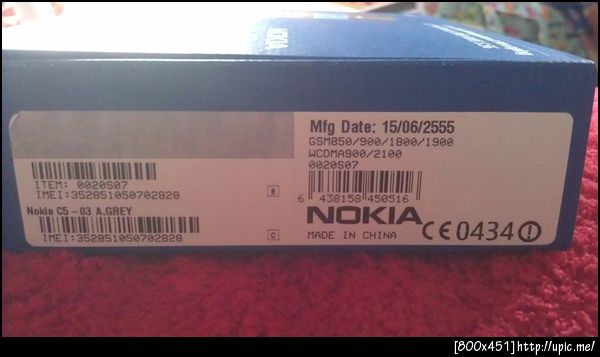 NOKIA
Mfg Date: 15/06/2555
GSM850/900/1800/1900
WCDMA900/2100
0020S07
ITEM: 0020S07
IMEI:352851050702828
B
6 438158 450516
Nokia C5-03 A.GREY
NOKIA
IMEI:352851050702828
C
MADE IN CHINA
CE0434
[800x451]http://upic.me/